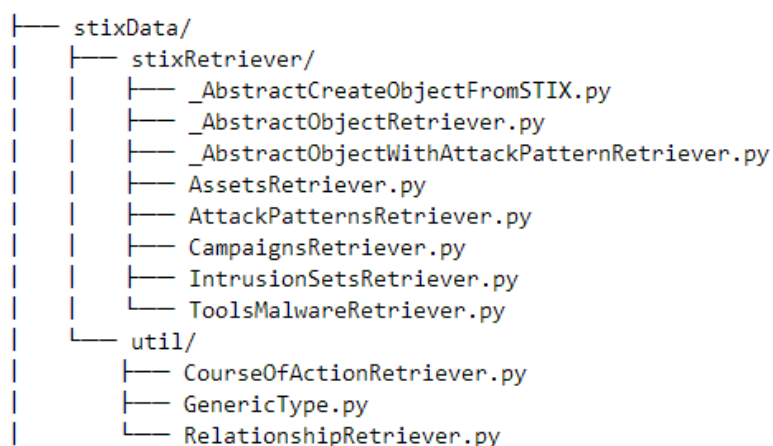 ├── stixData/
│   ├── stixRetriever/
│   │   ├── _AbstractCreateObjectFromSTIX.py
│   │   ├── _AbstractObjectRetriever.py
│   │   ├── _AbstractObjectWithAttackPatternRetriever.py
│   │   ├── AssetsRetriever.py
│   │   ├── AttackPatternsRetriever.py
│   │   ├── CampaignsRetriever.py
│   │   ├── IntrusionSetsRetriever.py
│   │   └── ToolsMalwareRetriever.py
│   └── util/
│       ├── CourseOfActionRetriever.py
│       ├── GenericType.py
│       └── RelationshipRetriever.py